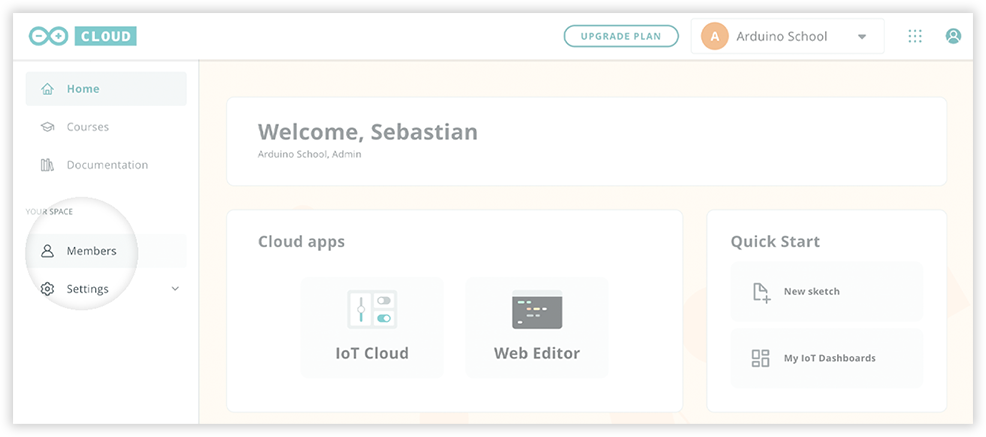 CLOUD
UPGRADE PLAN
A
Arduino School
Home
Courses
Documentation
YOUR SPACE
Members
Settings
Welcome, Sebastian
Arduino School, Admin
Cloud apps
IoT Cloud
Web Editor
Quick Start
New sketch
My IoT Dashboards